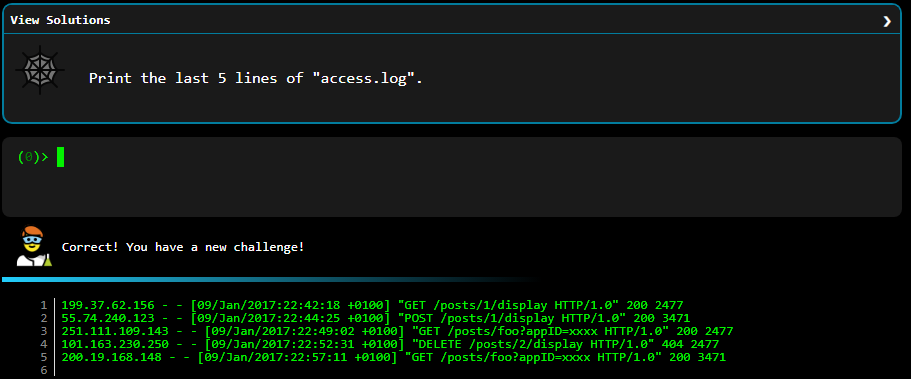 View Solutions ❯
Print the last 5 lines of "access.log".
(0)>
Correct! You have a new challenge!
1 199.37.62.156 - - [09/Jan/2017:22:42:18 +0100] "GET /posts/1/display HTTP/1.0" 200 2477
2 55.74.240.123 - - [09/Jan/2017:22:44:25 +0100] "POST /posts/1/display HTTP/1.0" 200 3471
3 251.111.109.143 - - [09/Jan/2017:22:49:02 +0100] "GET /posts/foo?appID=xxxx HTTP/1.0" 200 2477
4 101.163.230.250 - - [09/Jan/2017:22:52:31 +0100] "DELETE /posts/2/display HTTP/1.0" 404 2477
5 200.19.168.148 - - [09/Jan/2017:22:57:11 +0100] "GET /posts/foo?appID=xxxx HTTP/1.0" 200 3471
6